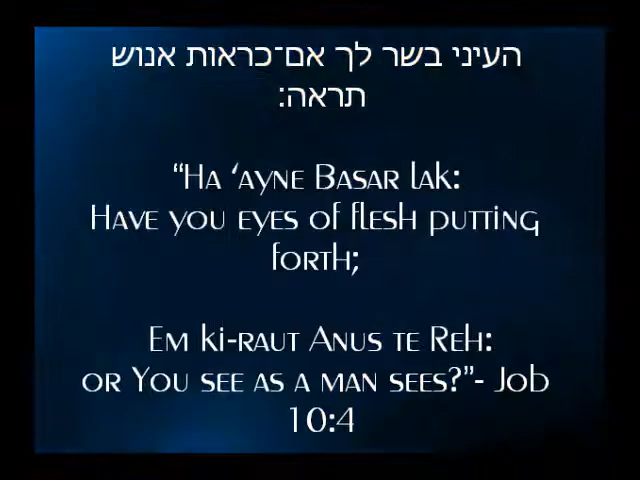 העיני בשר לך אם־כראות אנוש
תראה:
“Ha ‘ayne Basar lak:
Have you eyes of flesh putting
forth;
Em ki-raut Anus te Reh:
or You see as a man sees?”- Job
10:4